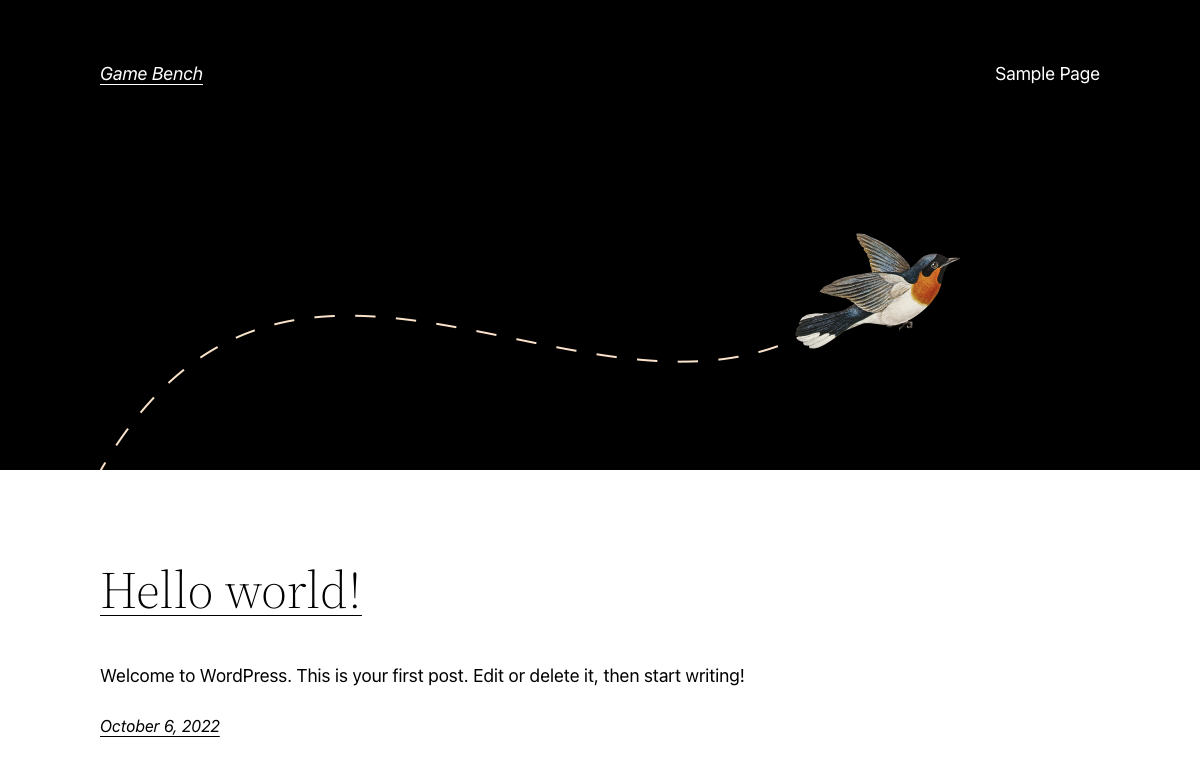 Game Bench
Sample Page
Hello world!
Welcome to WordPress. This is your first post. Edit or delete it, then start writing!
October 6, 2022